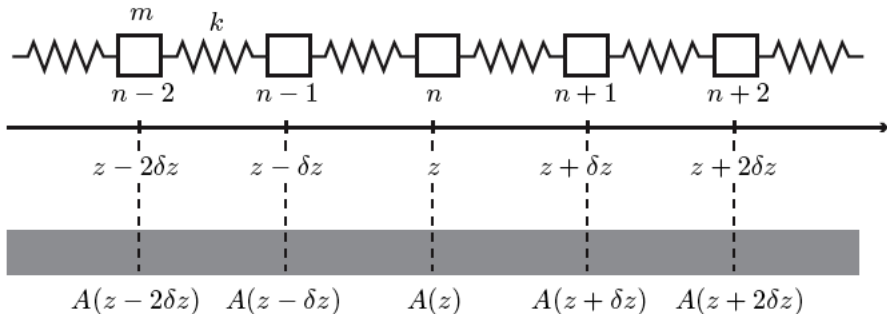 m
k
n − 2 n − 1 n n + 1 n + 2
z − 2δz z − δz z z + δz z + 2δz
A(z − 2δz) A(z − δz) A(z) A(z + δz) A(z + 2δz)